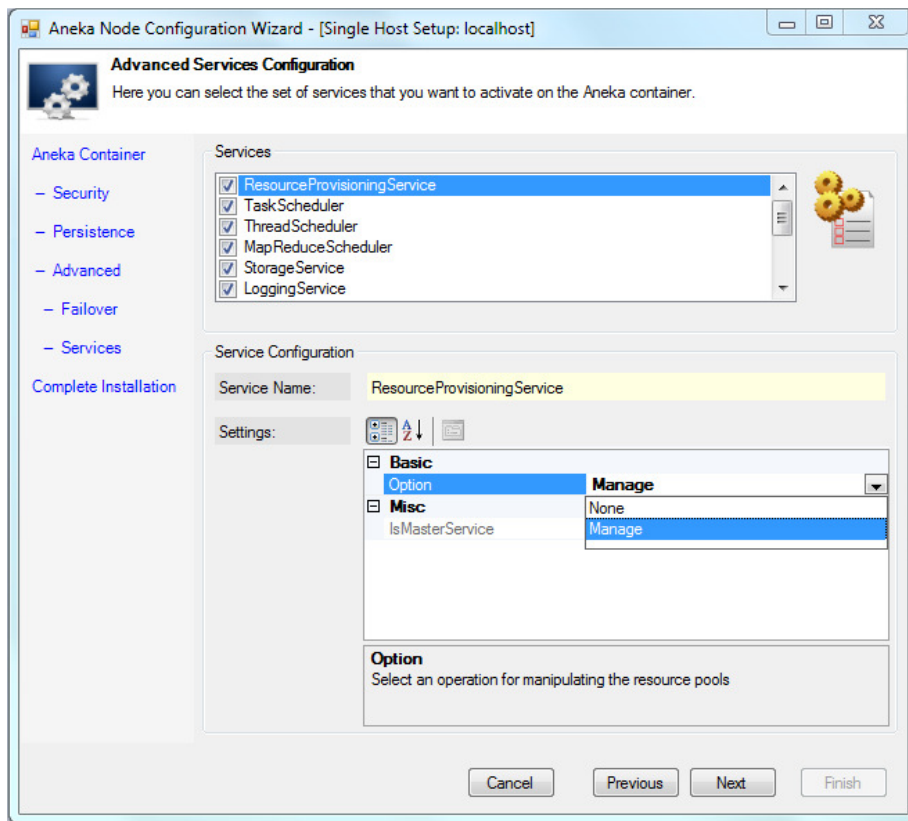 Aneka Node Configuration Wizard - [Single Host Setup: localhost]
Advanced Services Configuration
Here you can select the set of services that you want to activate on the Aneka container.
Aneka Container
– Security
– Persistence
– Advanced
– Failover
– Services
Complete Installation
Services
ResourceProvisioningService
TaskScheduler
ThreadScheduler
MapReduceScheduler
StorageService
LoggingService
Service Configuration
Service Name: ResourceProvisioningService
Settings:
A
Z
Basic
Option Manage
Misc None
IsMasterService Manage
Option
Select an operation for manipulating the resource pools
Cancel Previous Next Finish